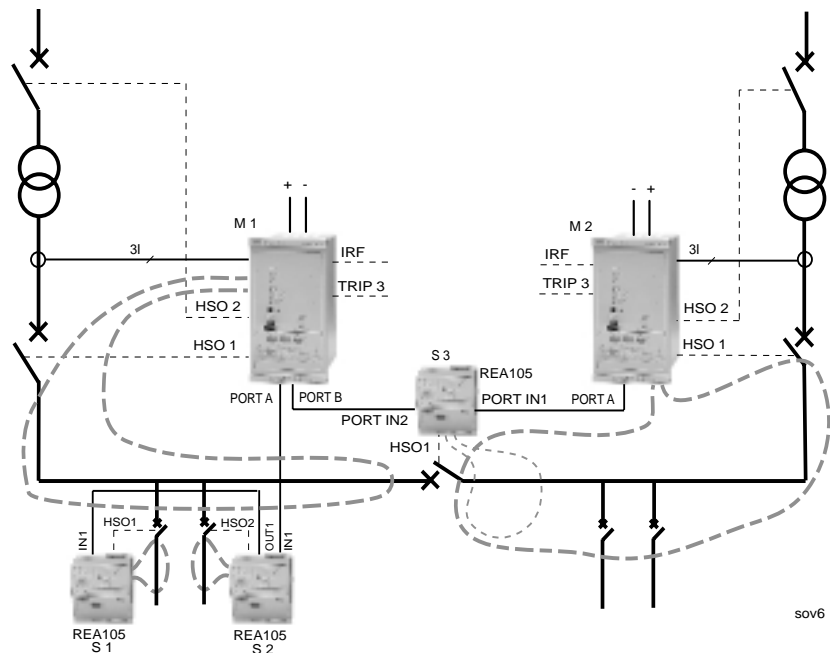 + -
- +
M 1
M 2
3I
IRF
IRF
3I
TRIP 3
TRIP 3
HSO 2
HSO 2
HSO 1
HSO 1
S 3
REA105
PORT A
PORT B
PORT IN2
PORT IN1
PORT A
HSO1
IN1
HSO1
HSO2
OUT1
IN1
REA105
S 1
REA105
S 2
sov6